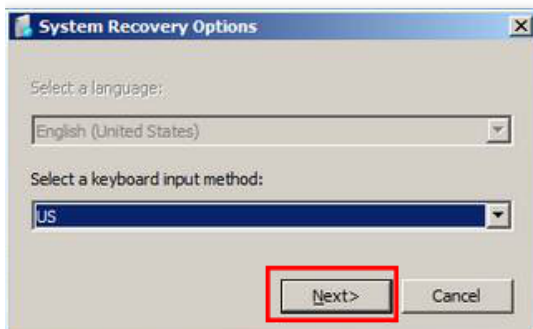 System Recovery Options
Select a language:
English (United States)
Select a keyboard input method:
US
Next> Cancel